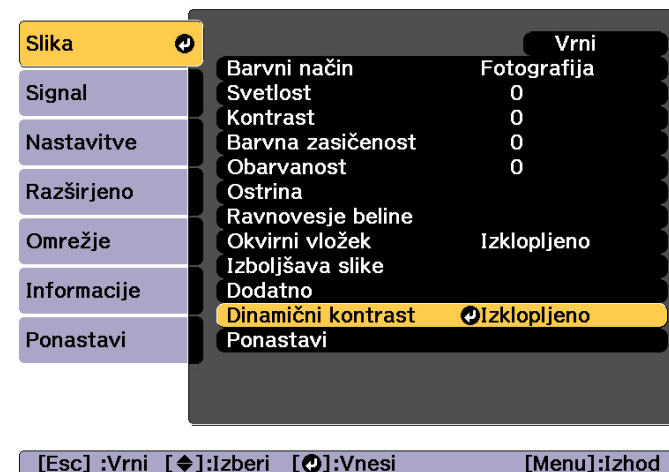 Slika
Signal
Nastavitve
Razširjeno
Omrežje
Informacije
Ponastavi
Vrni
Barvni način Fotografija
Svetlost 0
Kontrast 0
Barvna zasičenost 0
Obarvanost 0
Ostrina
Ravnovesje beline
Okvirni vložek Izklopljeno
Izboljšava slike
Dodatno
Dinamični kontrast Izklopljeno
Ponastavi
[Esc] :Vrni [◆]:Izberi [⏎]:Vnesi [Menu]:Izhod